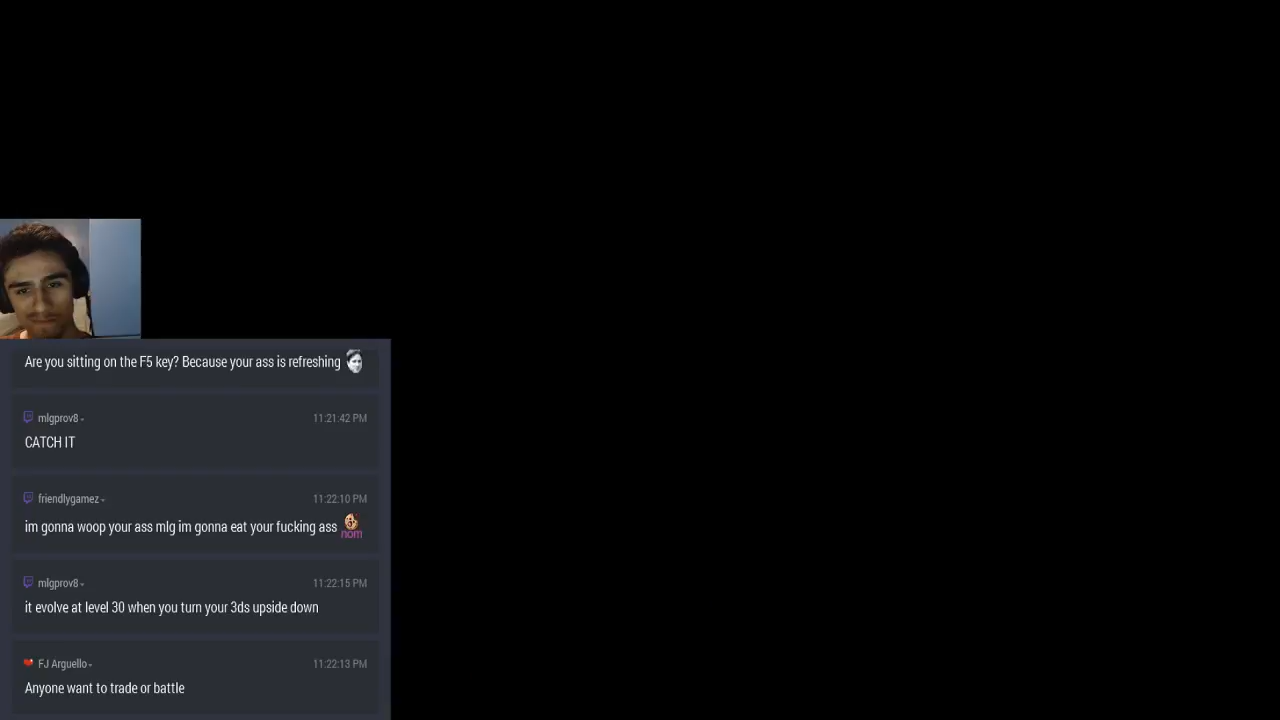 Are you sitting on the F5 key? Because your ass is refreshing
mlgprov8
11:21:42 PM
CATCH IT
friendlygamez
11:22:10 PM
im gonna woop your ass mlg im gonna eat your fucking ass
nom
mlgprov8
11:22:15 PM
it evolve at level 30 when you turn your 3ds upside down
FJ Arguello
11:22:13 PM
Anyone want to trade or battle